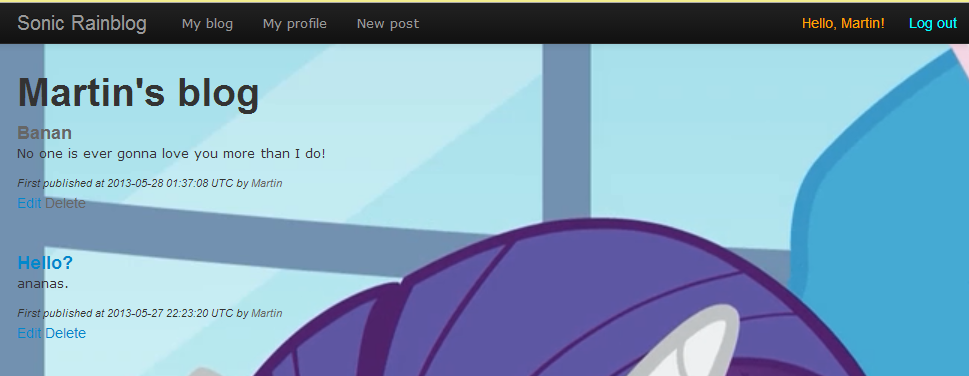 Sonic Rainblog My blog My profile New post Hello, Martin! Log out
Martin's blog
Banan
No one is ever gonna love you more than I do!
First published at 2013-05-28 01:37:08 UTC by Martin
Edit Delete
Hello?
ananas.
First published at 2013-05-27 22:23:20 UTC by Martin
Edit Delete